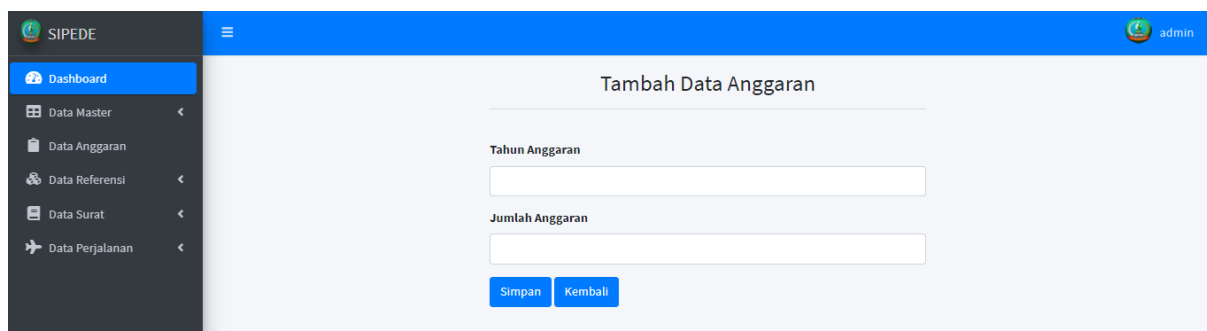 SIPEDE
admin
Dashboard
Data Master
Data Anggaran
Data Referensi
Data Surat
Data Perjalanan
Tambah Data Anggaran
Tahun Anggaran
Jumlah Anggaran
Simpan Kembali